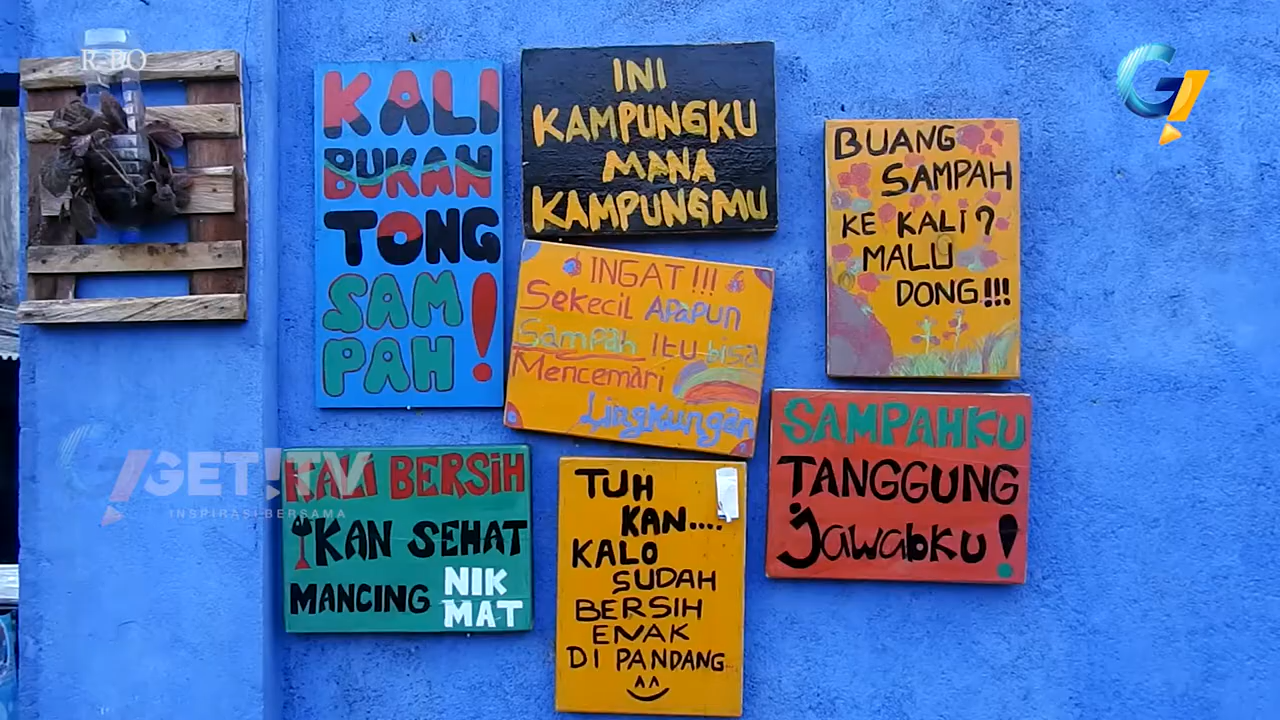 KALI
BUKAN
TONG
SAM
PAH!
INI
KAMPUNGKU
MANA
KAMPUNGMU
BUANG
SAMPAH
KE KALI?
MALU
DONG!!!
INGAT!!!
Sekecil Apapun
Sampah Itu bisa
Mencemari
Lingkungan
SAMPAHKU
TANGGUNG
jawabku!
KALI BERSIH
IKAN SEHAT
MANCING NIK
MAT
TUH
KAN....
KALO
SUDAH
BERSIH
ENAK
DI PANDANG
GET!TV
INSPIRASI BERSAMA